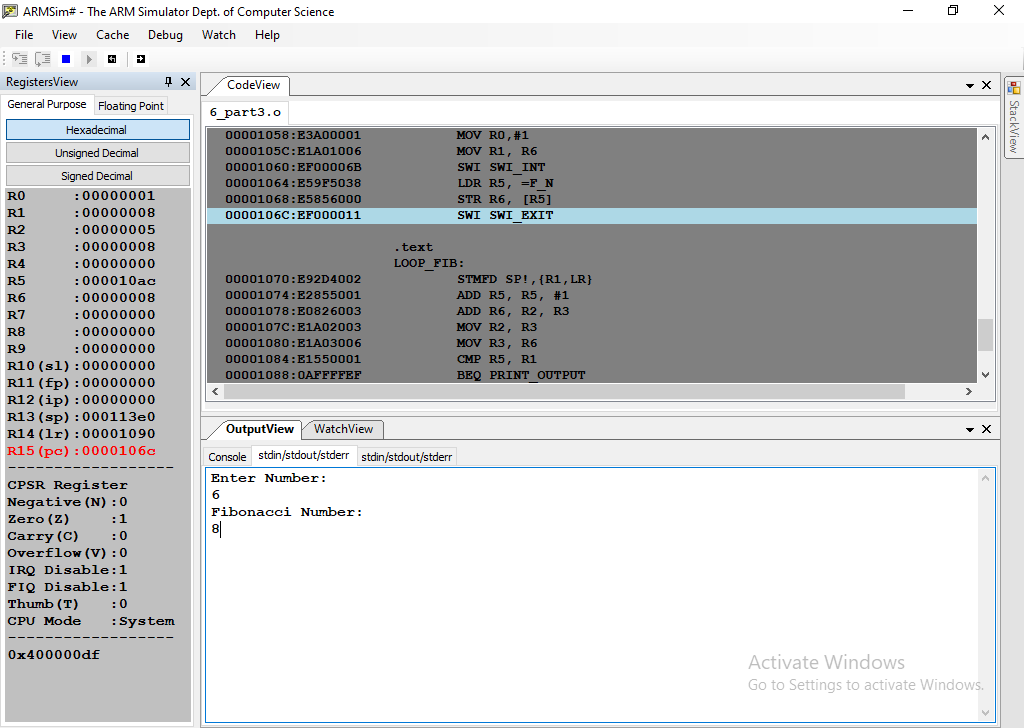 ARMSim# - The ARM Simulator Dept. of Computer Science
File View Cache Debug Watch Help
RegistersView
General Purpose Floating Point
Hexadecimal
Unsigned Decimal
Signed Decimal
R0 :00000001
R1 :00000008
R2 :00000005
R3 :00000008
R4 :00000000
R5 :000010ac
R6 :00000008
R7 :00000000
R8 :00000000
R9 :00000000
R10(sl):00000000
R11(fp):00000000
R12(ip):00000000
R13(sp):000113e0
R14(lr):00001090
R15(pc):0000106c
------------------
CPSR Register
Negative(N):0
Zero(Z) :1
Carry(C) :0
Overflow(V):0
IRQ Disable:1
FIQ Disable:1
Thumb(T) :0
CPU Mode :System
------------------
0x400000df
CodeView
6_part3.o
00001058:E3A00001 MOV R0,#1
0000105C:E1A01006 MOV R1, R6
00001060:EF00006B SWI SWI_INT
00001064:E59F5038 LDR R5, =F_N
00001068:E5856000 STR R6, [R5]
0000106C:EF000011 SWI SWI_EXIT
.text
LOOP_FIB:
00001070:E92D4002 STMFD SP!,{R1,LR}
00001074:E2855001 ADD R5, R5, #1
00001078:E0826003 ADD R6, R2, R3
0000107C:E1A02003 MOV R2, R3
00001080:E1A03006 MOV R3, R6
00001084:E1550001 CMP R5, R1
00001088:0AFFFFEF BEQ PRINT_OUTPUT
OutputView WatchView
Console stdin/stdout/stderr stdin/stdout/stderr
Enter Number:
6
Fibonacci Number:
8
Activate Windows
Go to Settings to activate Windows.
StackView